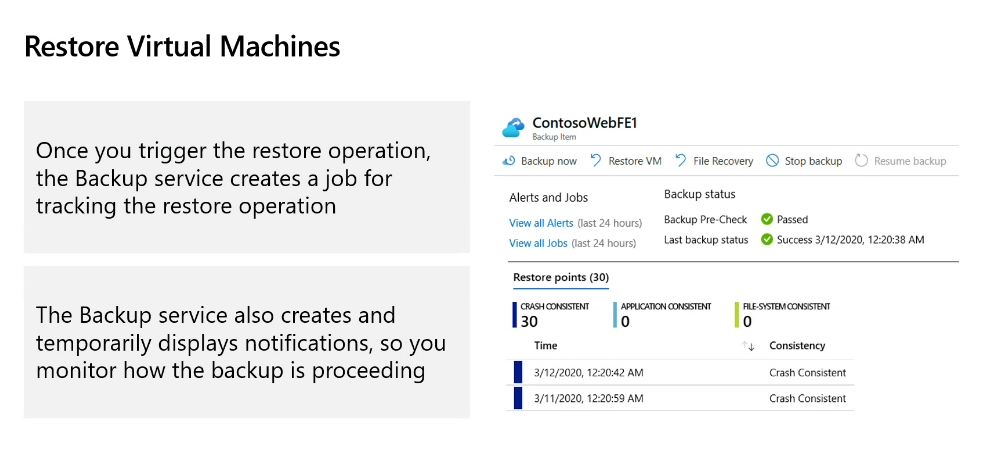 Restore Virtual Machines
Once you trigger the restore operation,
the Backup service creates a job for
tracking the restore operation
The Backup service also creates and
temporarily displays notifications, so you
monitor how the backup is proceeding
ContosoWebFE1
Backup Item
Backup now Restore VM File Recovery Stop backup Resume backup
Alerts and Jobs
View all Alerts (last 24 hours)
View all Jobs (last 24 hours)
Backup status
Backup Pre-Check Passed
Last backup status Success 3/12/2020, 12:20:38 AM
Restore points (30)
CRASH CONSISTENT
30
APPLICATION CONSISTENT
0
FILE-SYSTEM CONSISTENT
0
Time Consistency
3/12/2020, 12:20:42 AM Crash Consistent
3/11/2020, 12:20:59 AM Crash Consistent